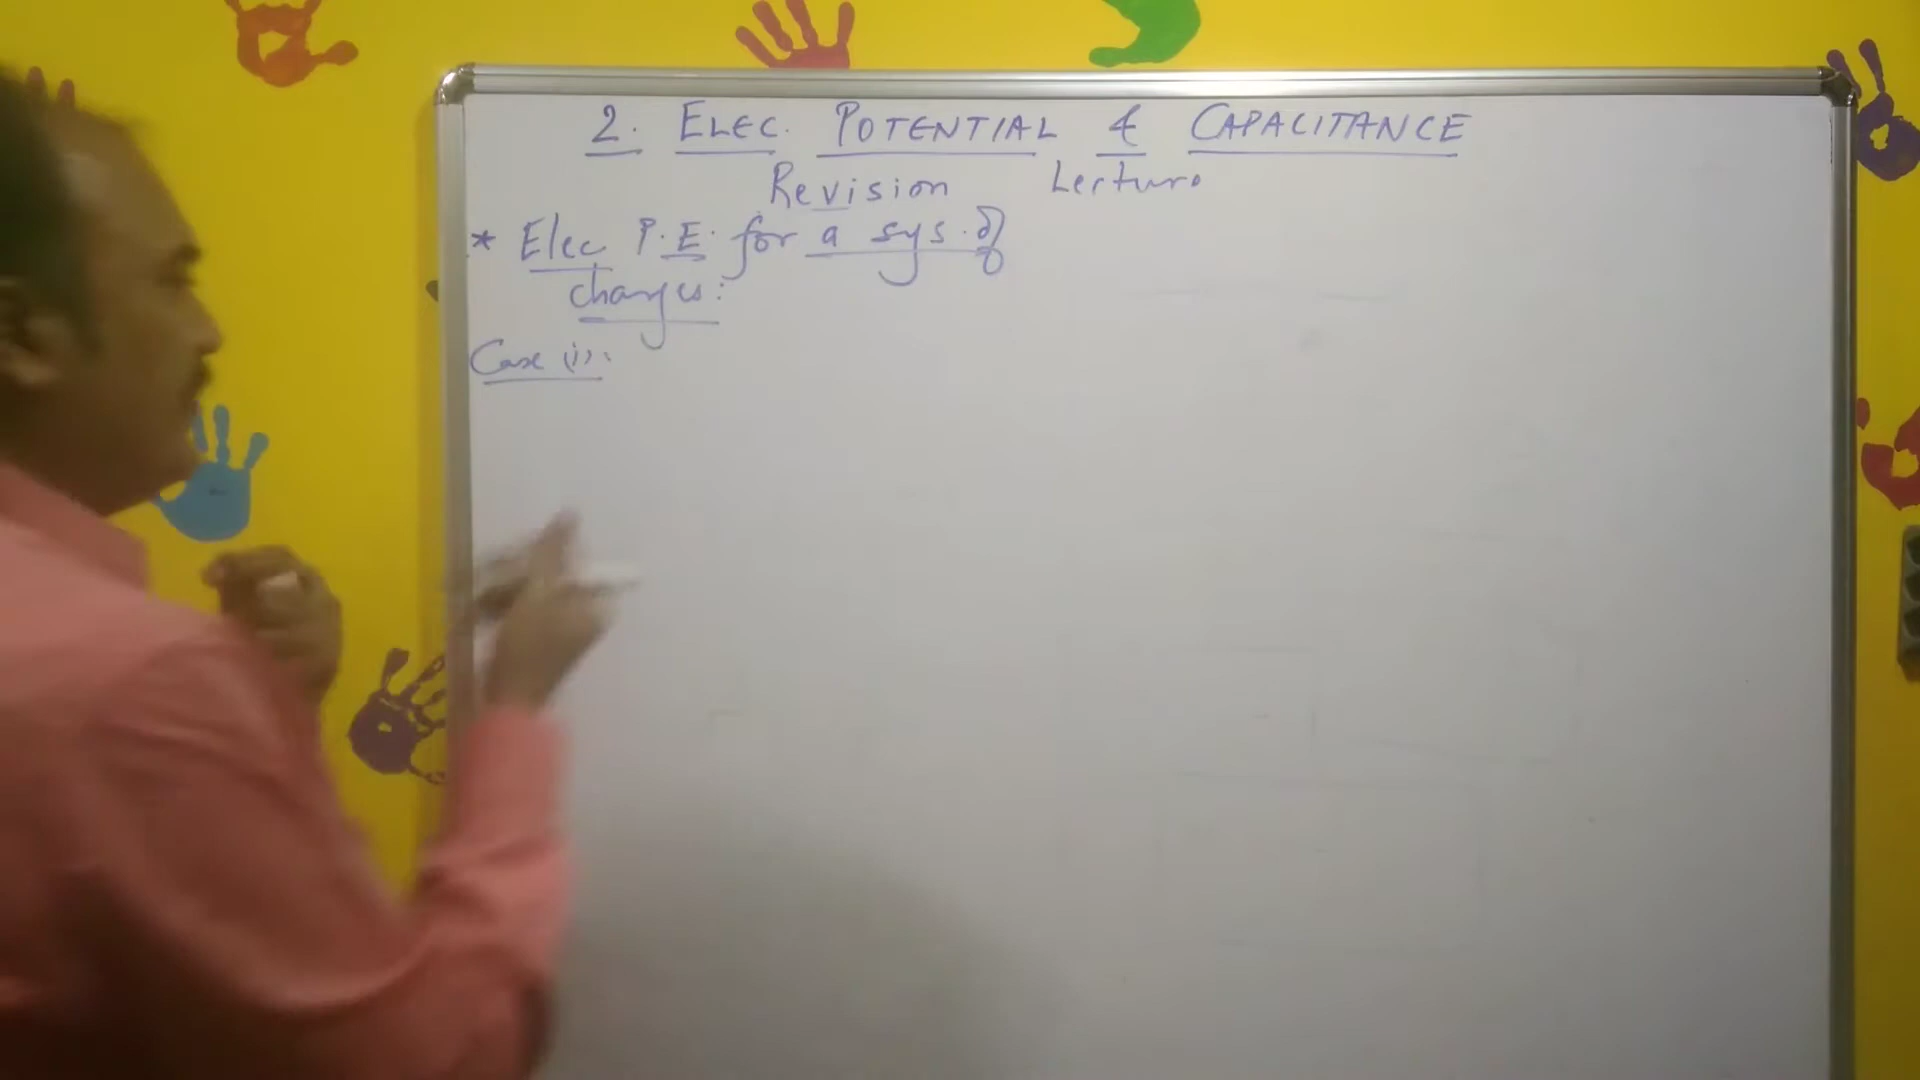 2. ELEC. POTENTIAL & CAPACITANCE
Revision Lecture
* Elec P.E. for a sys. of
charges:
Case (i):